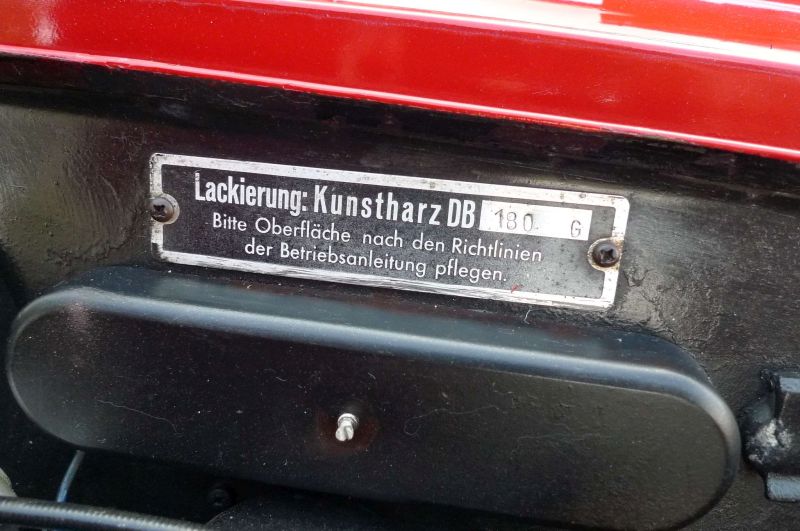 Lackierung: Kunstharz DB 180 G
Bitte Oberfläche nach den Richtlinien
der Betriebsanleitung pflegen.